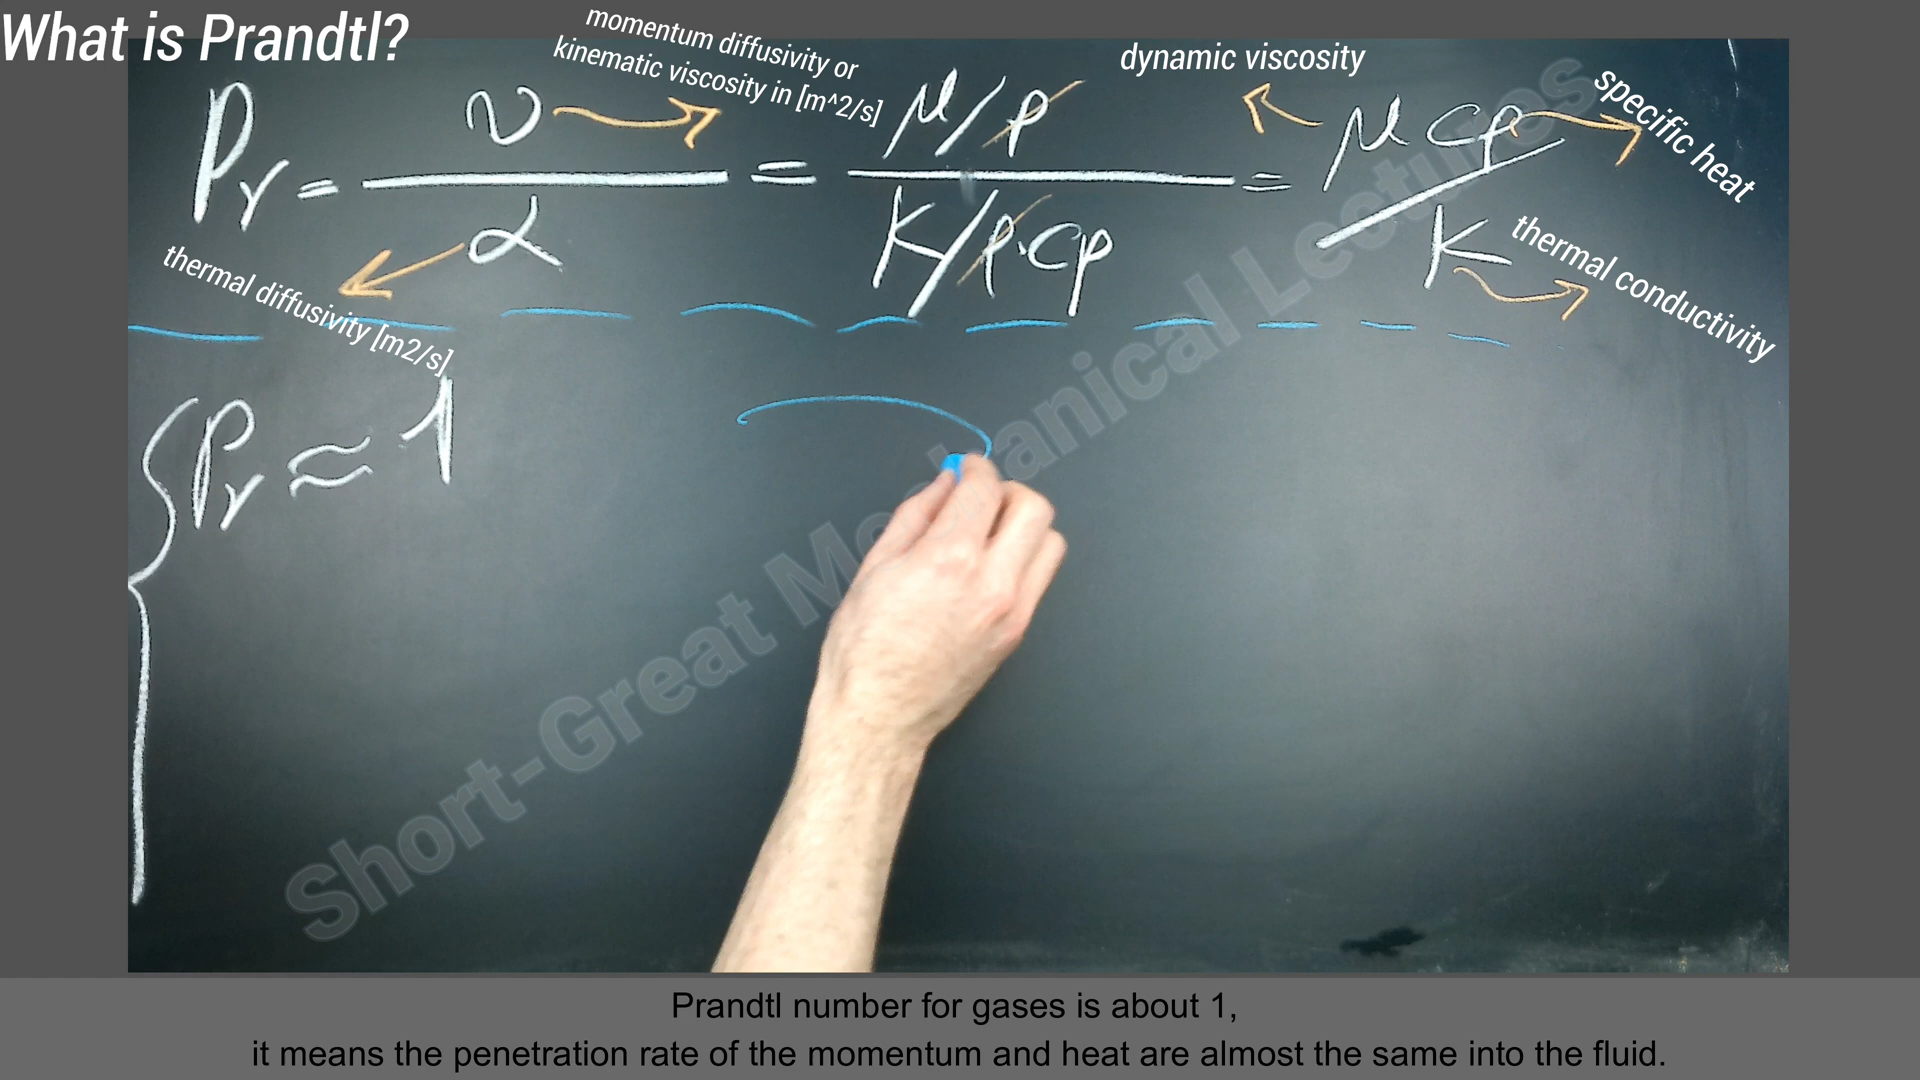 What is Prandtl?
momentum diffusivity or
kinematic viscosity in [m^2/s]
dynamic viscosity
specific heat
Pr = ν / α = μ/ρ / K/ρ·Cp = μ Cp / K
thermal conductivity
thermal diffusivity [m2/s]
{ Pr ≈ 1
Short-Great Mechanical Lectures
Prandtl number for gases is about 1,
it means the penetration rate of the momentum and heat are almost the same into the fluid.